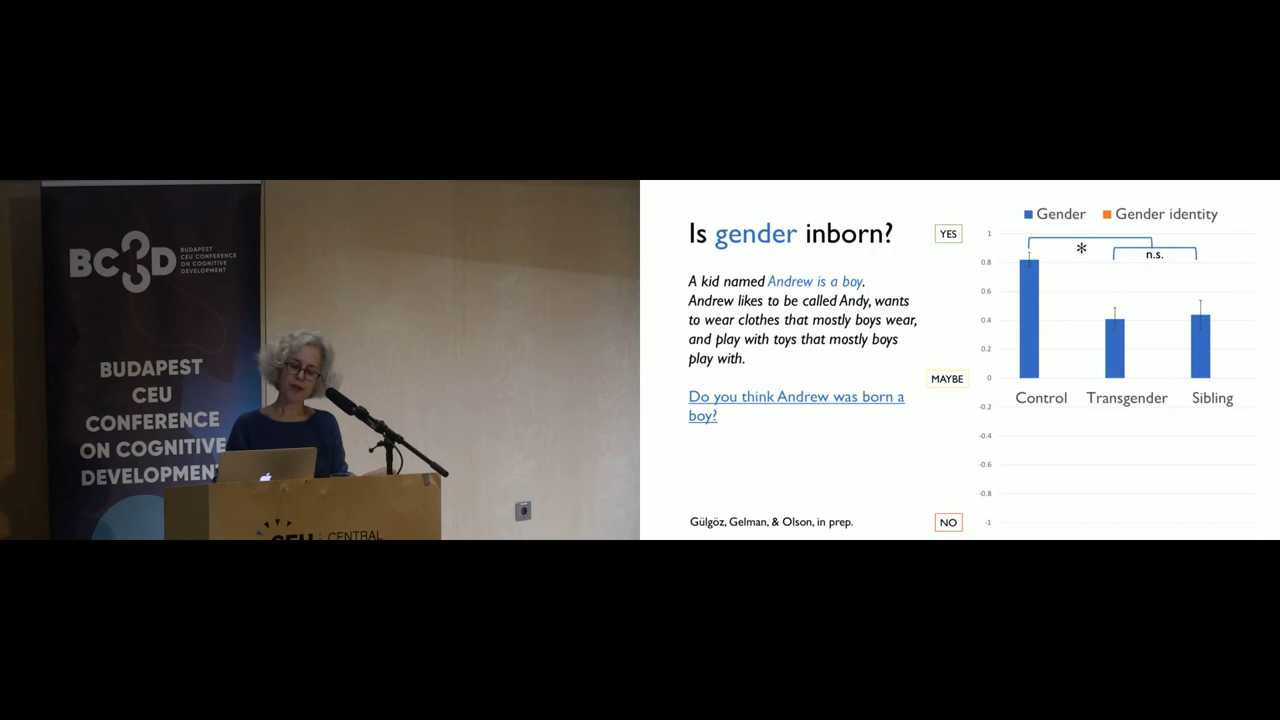 BC3D
BUDAPEST
CEU CONFERENCE
ON COGNITIVE
DEVELOPMENT
BUDAPEST
CEU
CONFERENCE
ON COGNITIVE
DEVELOPMENT
CEU
CENTRAL
Is gender inborn?
A kid named Andrew is a boy.
Andrew likes to be called Andy, wants
to wear clothes that mostly boys wear,
and play with toys that mostly boys
play with.
Do you think Andrew was born a
boy?
Gülgöz, Gelman, & Olson, in prep.
YES
MAYBE
NO
Gender Gender identity
1
0.8
0.6
0.4
0.2
0
-0.2
-0.4
-0.6
-0.8
-1
*
n.s.
Control Transgender Sibling